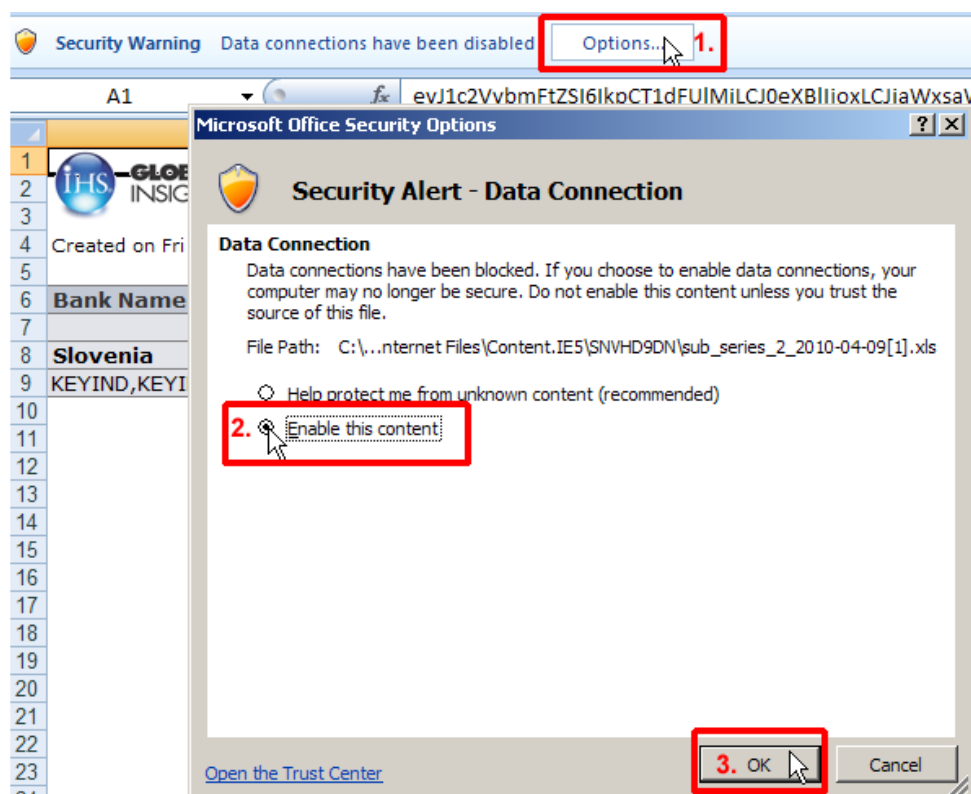 Security Warning Data connections have been disabled Options... 1.
A1 fx
Microsoft Office Security Options ? X
1
2
3
4
5
6
7
8
9
10
11
12
13
14
15
16
17
18
19
20
21
22
23
IHS GLOB
INSIG
Created on Fri
Bank Name
Slovenia
KEYIND,KEYI
Security Alert - Data Connection
Data Connection
Data connections have been blocked. If you choose to enable data connections, your
computer may no longer be secure. Do not enable this content unless you trust the
source of this file.
File Path: C:\...nternet Files\Content.IE5\SNVHD9DN\sub_series_2_2010-04-09[1].xls
Help protect me from unknown content (recommended)
2. Enable this content
Open the Trust Center 3. OK Cancel